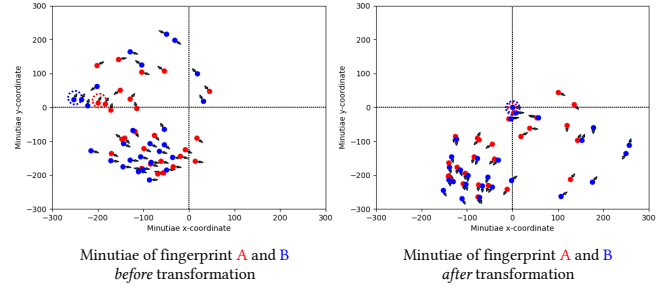 300
200
100
0
−100
−200
−300
−300 −200 −100 0 100 200 300
Minutiae x-coordinate
Minutiae y-coordinate
300
200
100
0
−100
−200
−300
−300 −200 −100 0 100 200 300
Minutiae x-coordinate
Minutiae y-coordinate
Minutiae of fingerprint A and B
before transformation
Minutiae of fingerprint A and B
after transformation